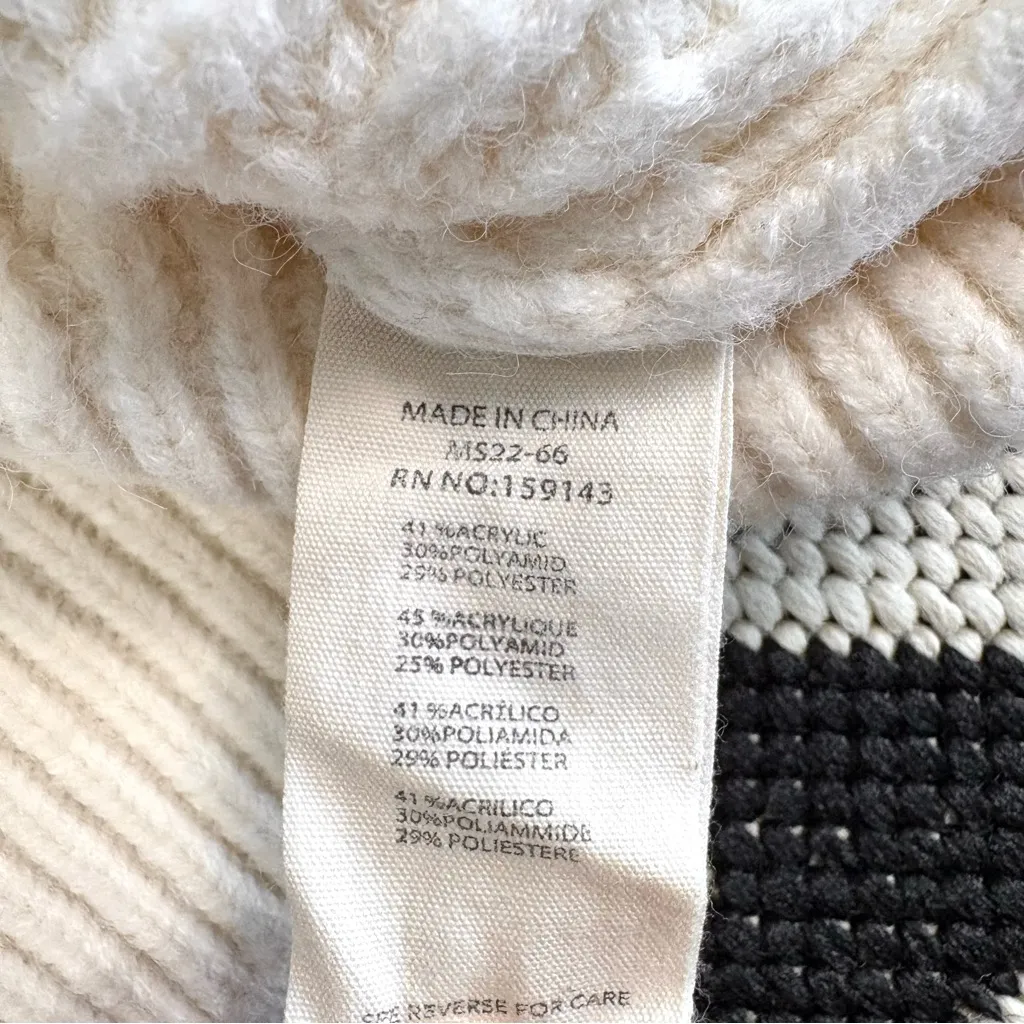 MADE IN CHINA
MS22-66
RN NO:159143
41 %ACRYLIC
30%POLYAMID
29% POLYESTER
45 %ACRYLIQUE
30%POLYAMID
25% POLYESTER
41 %ACRÍLICO
30%POLIAMIDA
29% POLIÉSTER
41 %ACRILICO
30%POLIAMMIDE
29% POLIESTERE
SEE REVERSE FOR CARE